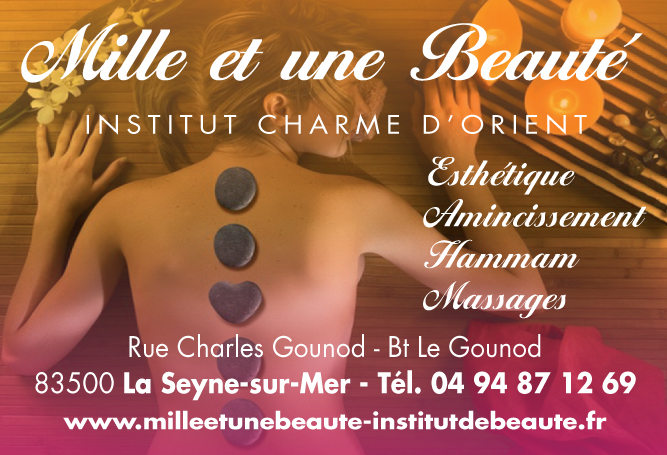 Mille et une Beauté
INSTITUT CHARME D'ORIENT
Esthétique
Amincissement
Hammam
Massages
Rue Charles Gounod - Bt Le Gounod
83500 La Seyne-sur-Mer - Tél. 04 94 87 12 69
www.milleetunebeaute-institutdebeaute.fr